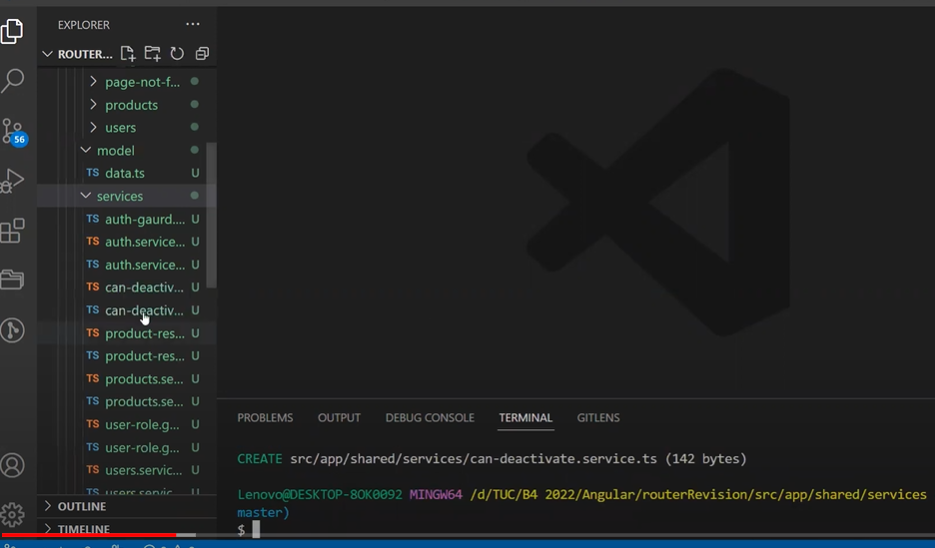 EXPLORER ...
ROUTER...
page-not-f...
products
users
56
model
TS data.ts U
services
TS auth-gaurd.... U
TS auth.service... U
TS auth.service... U
TS can-deactiv... U
TS can-deactiv... U
TS product-res... U
TS product-res... U
TS products.se... U
TS products.se... U
TS user-role.g... U
TS user-role.g... U
TS users.servic... U
TS users.servic... U
OUTLINE
TIMELINE
PROBLEMS OUTPUT DEBUG CONSOLE TERMINAL GITLENS
CREATE src/app/shared/services/can-deactivate.service.ts (142 bytes)
Lenovo@DESKTOP-8OK0092 MINGW64 /d/TUC/B4 2022/Angular/routerRevision/src/app/shared/services
master)
$